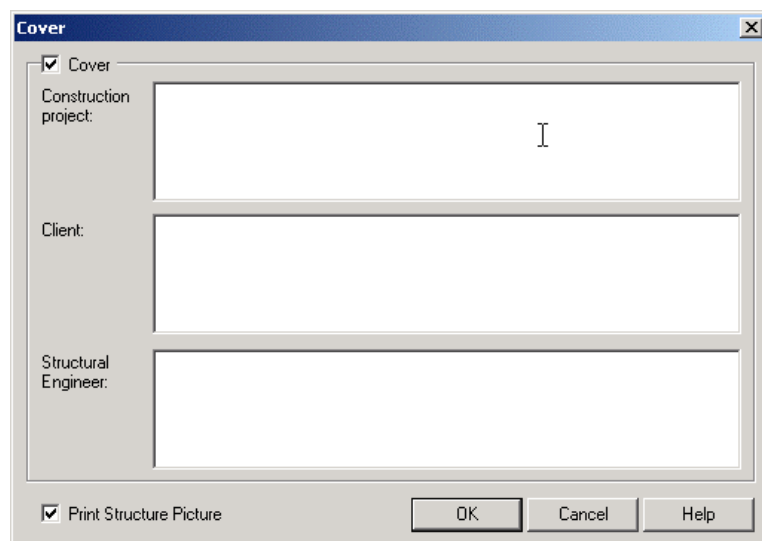 Cover
Cover
Construction
project:
Client:
Structural
Engineer:
Print Structure Picture
OK
Cancel
Help